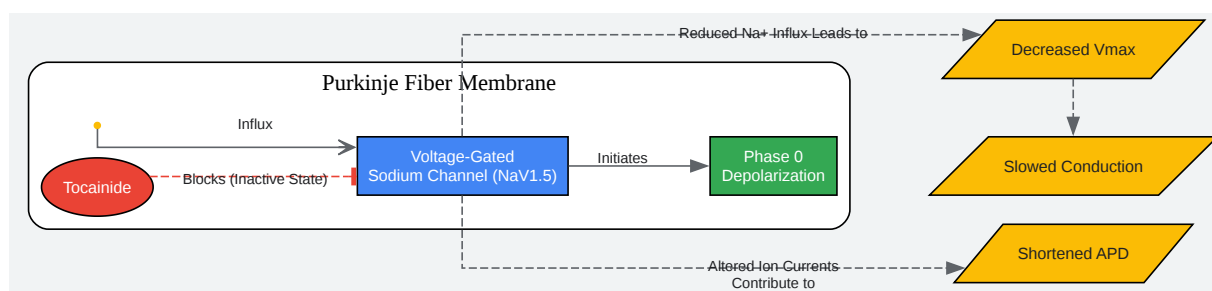 Reduced Na+ Influx Leads to
Decreased Vmax
Purkinje Fiber Membrane
Influx
Tocainide
Blocks (Inactive State)
Voltage-Gated
Sodium Channel (NaV1.5)
Initiates
Phase 0
Depolarization
Slowed Conduction
Altered Ion Currents
Contribute to
Shortened APD